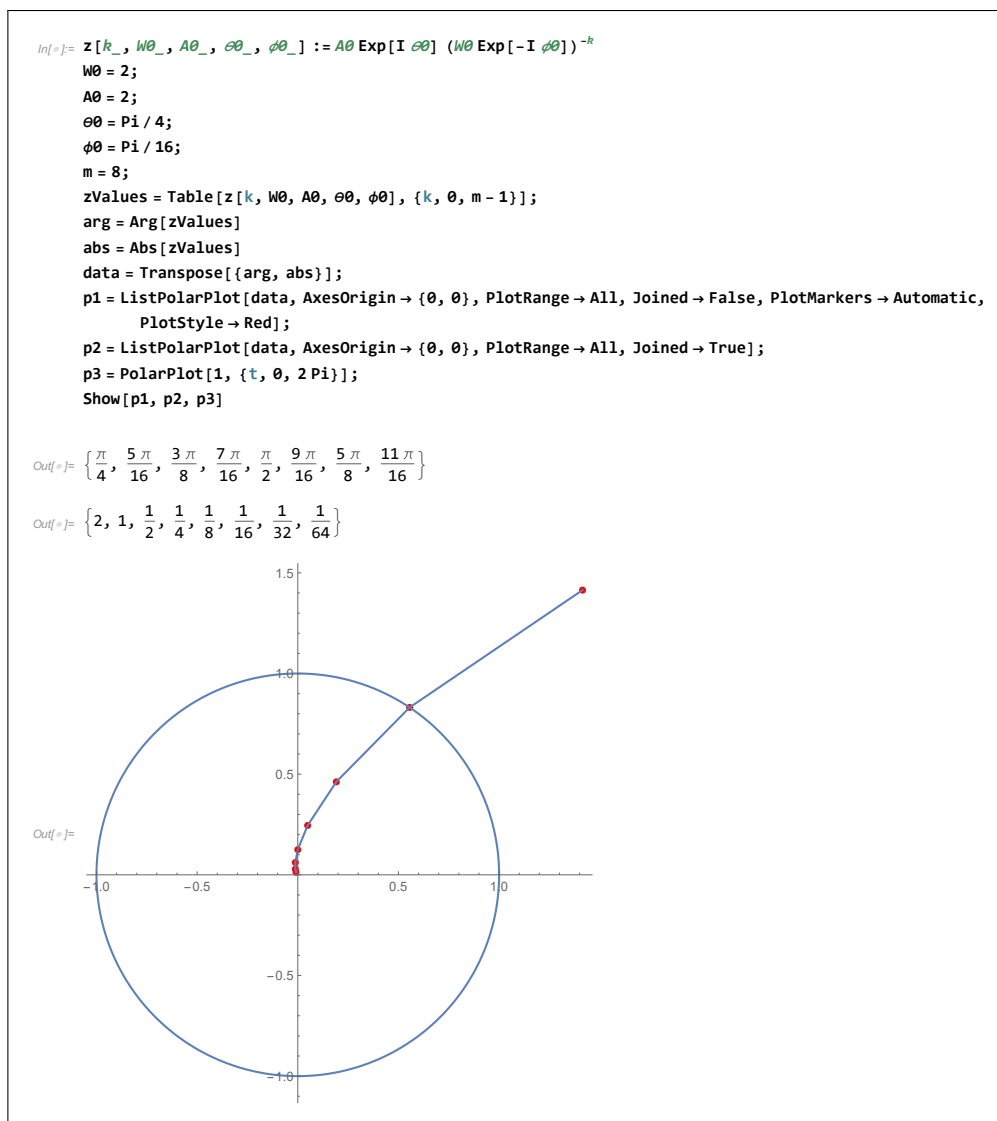 In[]:= z[k_, W0_, A0_, θ0_, ϕ0_] := A0 Exp[I θ0] (W0 Exp[-I ϕ0])^-k
W0 = 2;
A0 = 2;
θ0 = Pi / 4;
ϕ0 = Pi / 16;
m = 8;
zValues = Table[z[k, W0, A0, θ0, ϕ0], {k, 0, m - 1}];
arg = Arg[zValues]
abs = Abs[zValues]
data = Transpose[{arg, abs}];
p1 = ListPolarPlot[data, AxesOrigin → {0, 0}, PlotRange → All, Joined → False, PlotMarkers → Automatic,
PlotStyle → Red];
p2 = ListPolarPlot[data, AxesOrigin → {0, 0}, PlotRange → All, Joined → True];
p3 = PolarPlot[1, {t, 0, 2 Pi}];
Show[p1, p2, p3]
Out[]= {π/4, 5 π/16, 3 π/8, 7 π/16, π/2, 9 π/16, 5 π/8, 11 π/16}
Out[]= {2, 1, 1/2, 1/4, 1/8, 1/16, 1/32, 1/64}
1.5
1.0
0.5
Out[]=
-1.0 -0.5 0.5 1.0
-0.5
-1.0